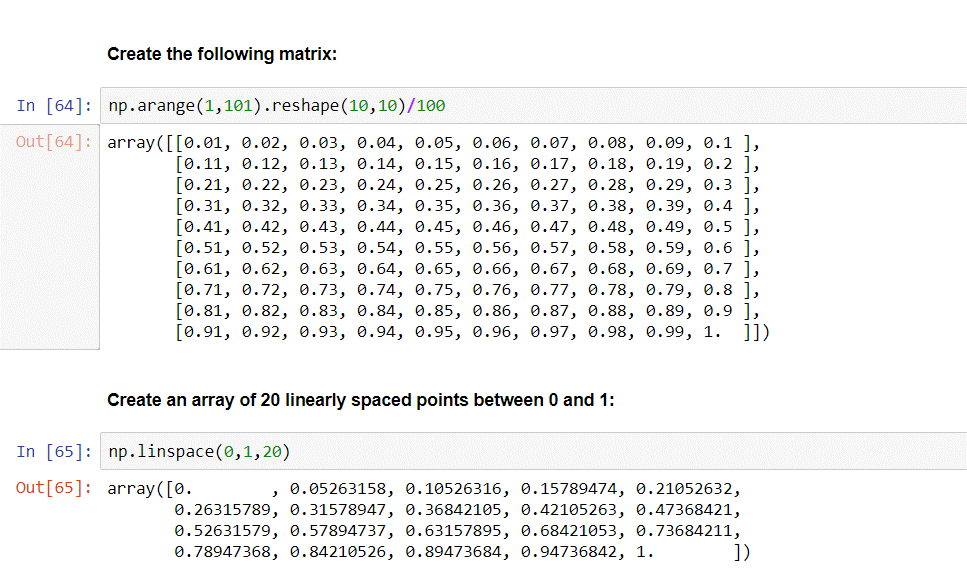 Create the following matrix:
In [64]: np.arange(1,101).reshape(10,10)/100
Out[64]: array([[0.01, 0.02, 0.03, 0.04, 0.05, 0.06, 0.07, 0.08, 0.09, 0.1 ],
[0.11, 0.12, 0.13, 0.14, 0.15, 0.16, 0.17, 0.18, 0.19, 0.2 ],
[0.21, 0.22, 0.23, 0.24, 0.25, 0.26, 0.27, 0.28, 0.29, 0.3 ],
[0.31, 0.32, 0.33, 0.34, 0.35, 0.36, 0.37, 0.38, 0.39, 0.4 ],
[0.41, 0.42, 0.43, 0.44, 0.45, 0.46, 0.47, 0.48, 0.49, 0.5 ],
[0.51, 0.52, 0.53, 0.54, 0.55, 0.56, 0.57, 0.58, 0.59, 0.6 ],
[0.61, 0.62, 0.63, 0.64, 0.65, 0.66, 0.67, 0.68, 0.69, 0.7 ],
[0.71, 0.72, 0.73, 0.74, 0.75, 0.76, 0.77, 0.78, 0.79, 0.8 ],
[0.81, 0.82, 0.83, 0.84, 0.85, 0.86, 0.87, 0.88, 0.89, 0.9 ],
[0.91, 0.92, 0.93, 0.94, 0.95, 0.96, 0.97, 0.98, 0.99, 1.  ]])
Create an array of 20 linearly spaced points between 0 and 1:
In [65]: np.linspace(0,1,20)
Out[65]: array([0.        , 0.05263158, 0.10526316, 0.15789474, 0.21052632,
0.26315789, 0.31578947, 0.36842105, 0.42105263, 0.47368421,
0.52631579, 0.57894737, 0.63157895, 0.68421053, 0.73684211,
0.78947368, 0.84210526, 0.89473684, 0.94736842, 1.        ])